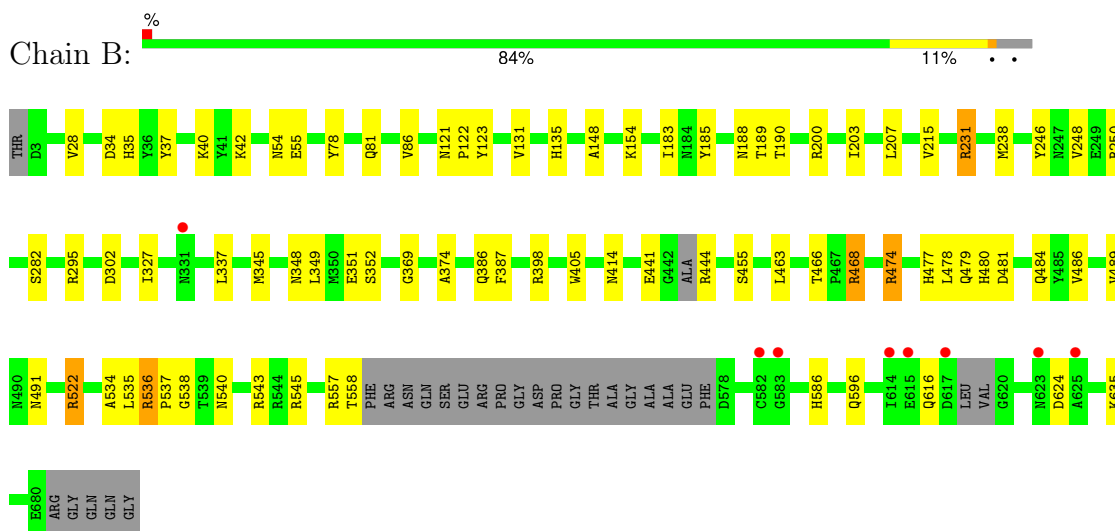 %
Chain B:
84% 11% • •
THR D3 V28 D34 H35 Y36 Y37 K40 Y41 K42 N54 E55 Y78 Q81 V86 N121 P122 Y123 V131 H135 A148 K154 I183 N184 Y185 N188 T189 T190 R200 I203 L207 V215 R231 M238 Y246 N247 V248 E249
S282 R295 D302 I327 N331 L337 M345 N348 L349 M350 E351 S352 G369 A374 Q386 F387 R398 W405 N414 E441 G442 ALA R444 S455 L463 T466 P467 R468 R474 H477 L478 Q479 H480 D481 Q484 Y485 V486
N490 N491 R522 A534 L535 R536 P537 G538 T539 N540 R543 R544 R545 R557 T558 PHE ARG ASN GLN SER GLU ARG PRO GLY ASP PRO GLY THR ALA GLY ALA ALA GLU PHE D578 C582 G583 H586 Q596 I614 E615 Q616 D617 LEU VAL G620 N623 D624 A625 K635
E680 ARG GLY GLN GLN GLY